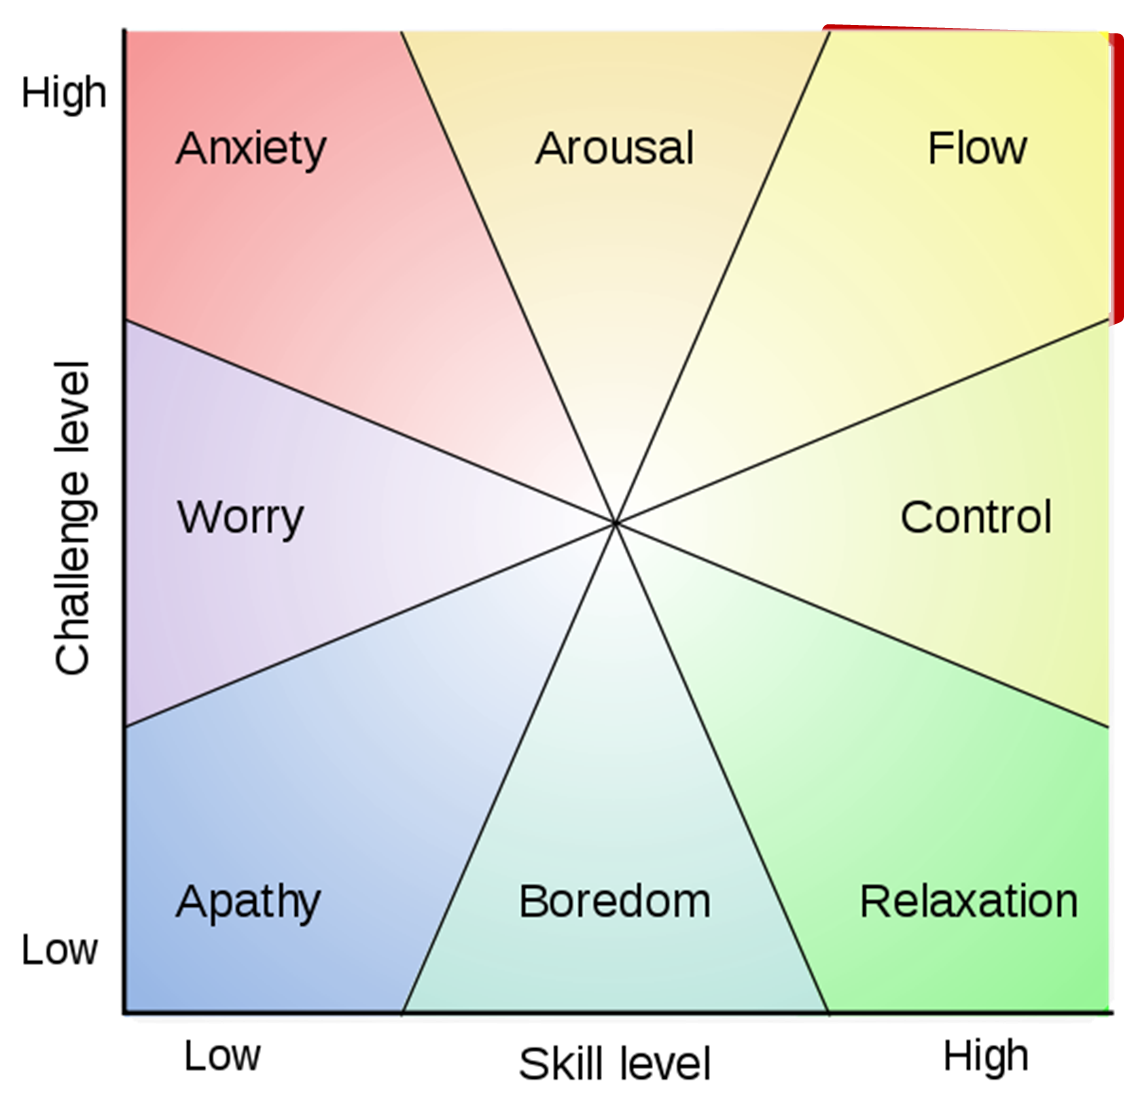 High
Anxiety
Arousal
Flow
Challenge level
Worry
Control
Apathy
Boredom
Relaxation
Low
Low
Skill level
High